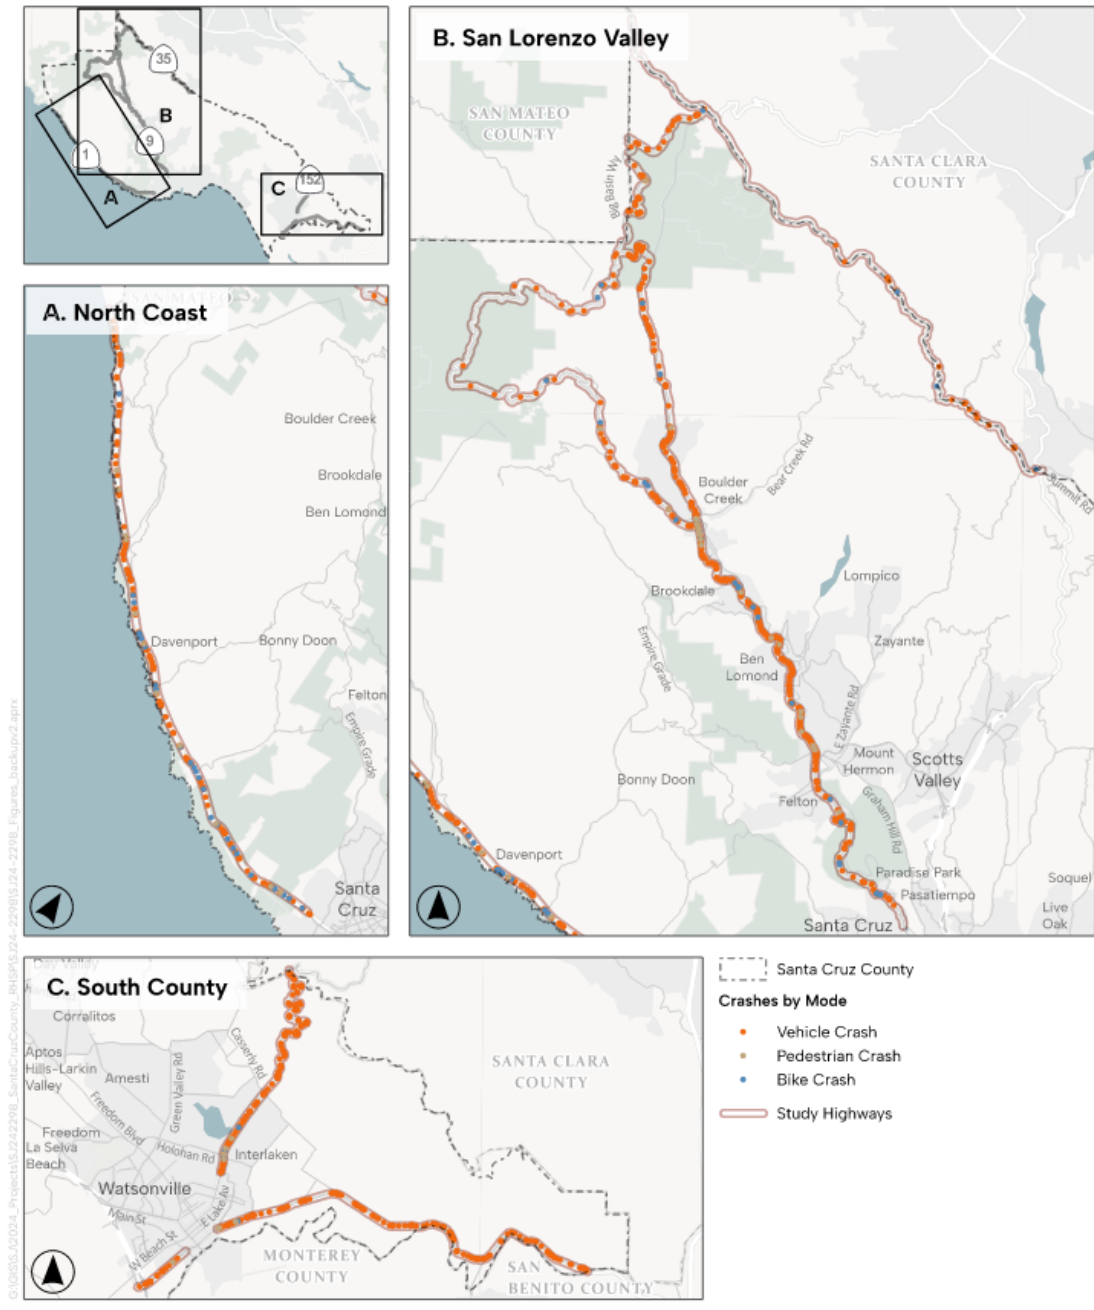 35
B
9
1
A
C
152
A. North Coast
SAN MATEO
Boulder Creek
Brookdale
Ben Lomond
Davenport
Bonny Doon
Felton
Empire Grade
Santa
Cruz
B. San Lorenzo Valley
SAN MATEO
COUNTY
SANTA CLARA
COUNTY
Big Basin Wy
Boulder
Creek
Bear Creek Rd
Summit Rd
Lompico
Brookdale
Zayante
Empire Grade
Ben
Lomond
E Zayante Rd
Mount
Hermon
Scotts
Valley
Bonny Doon
Felton
Graham Hill Rd
Davenport
Paradise Park
Pasatiempo
Soquel
Santa Cruz
Live
Oak
C. South County
Day Valley
Corralitos
Aptos
Hills-Larkin
Valley
Amesti
Green Valley Rd
Casserly Rd
SANTA CLARA
COUNTY
Freedom Blvd
Freedom
La Selva
Beach
Holohan Rd
Interlaken
Watsonville
E Lake Av
Main St
W Beach St
MONTEREY
COUNTY
SAN
BENITO COUNTY
Santa Cruz County
Crashes by Mode
Vehicle Crash
Pedestrian Crash
Bike Crash
Study Highways